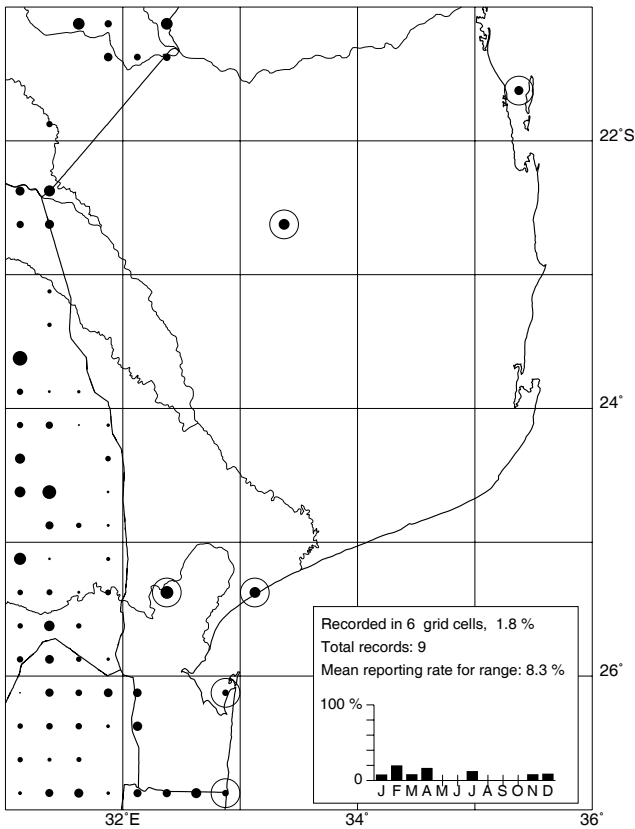 22˚S
24˚
Recorded in 6 grid cells, 1.8 %
Total records: 9
Mean reporting rate for range: 8.3 %
26˚
100 %
0
J F M A M J J A S O N D
32˚E
34˚
36˚